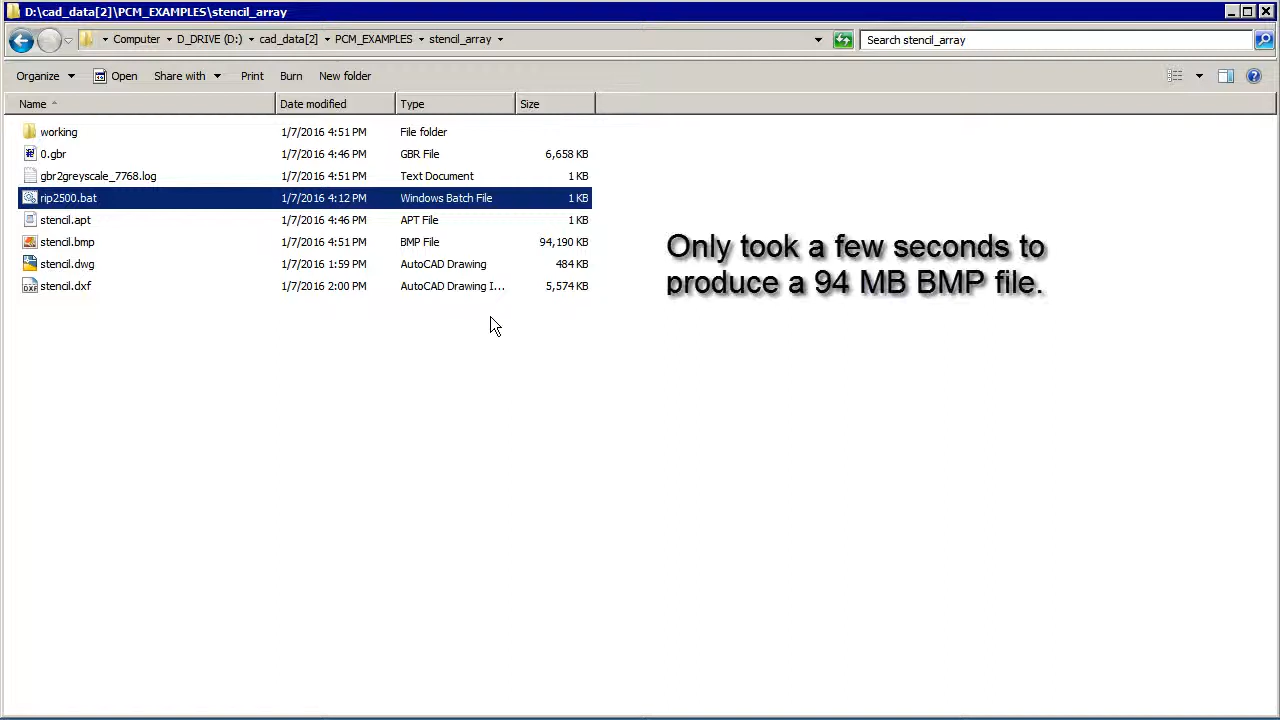 D:\cad_data[2]\PCM_EXAMPLES\stencil_array
Computer D_DRIVE (D:) cad_data[2] PCM_EXAMPLES stencil_array Search stencil_array
Organize Open Share with Print Burn New folder
Name Date modified Type Size
working 1/7/2016 4:51 PM File folder
0.gbr 1/7/2016 4:46 PM GBR File 6,658 KB
gbr2greyscale_7768.log 1/7/2016 4:51 PM Text Document 1 KB
rip2500.bat 1/7/2016 4:12 PM Windows Batch File 1 KB
stencil.apt 1/7/2016 4:46 PM APT File 1 KB
stencil.bmp 1/7/2016 4:51 PM BMP File 94,190 KB
stencil.dwg 1/7/2016 1:59 PM AutoCAD Drawing 484 KB
stencil.dxf 1/7/2016 2:00 PM AutoCAD Drawing I... 5,574 KB
Only took a few seconds to
produce a 94 MB BMP file.